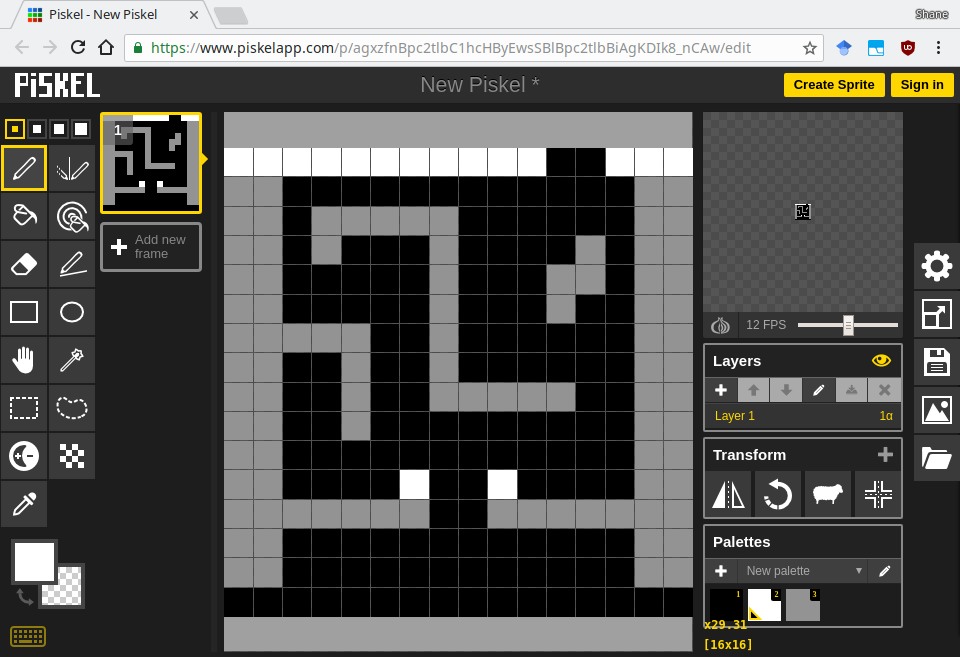 Piskel - New Piskel
Shane
https://www.piskelapp.com/p/agxzfnBpc2tlbC1hcHByEwsSBlBpc2tlbBiAgKDIk8_nCAw/edit
PiSKEL
New Piskel *
Create Sprite
Sign in
1
Add new
frame
12 FPS
Layers
Layer 1
1α
Transform
Palettes
New palette
1
2
3
x29.31
[16x16]